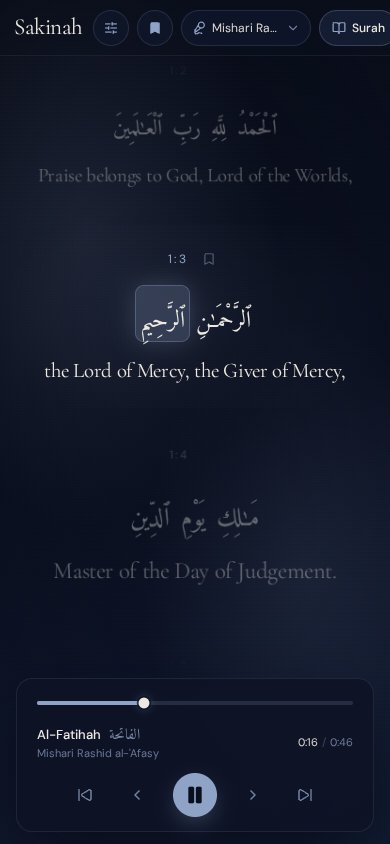 Sakinah
Mishari Ra...
Surah
1:2
ٱلْحَمْدُ لِلَّهِ رَبِّ ٱلْعَـٰلَمِينَ
Praise belongs to God, Lord of the Worlds,
1:3
ٱلرَّحْمَـٰنِ ٱلرَّحِيمِ
the Lord of Mercy, the Giver of Mercy,
1:4
مَـٰلِكِ يَوْمِ ٱلدِّينِ
Master of the Day of Judgement.
Al-Fatihah الفاتحة
0:16 / 0:46
Mishari Rashid al-'Afasy